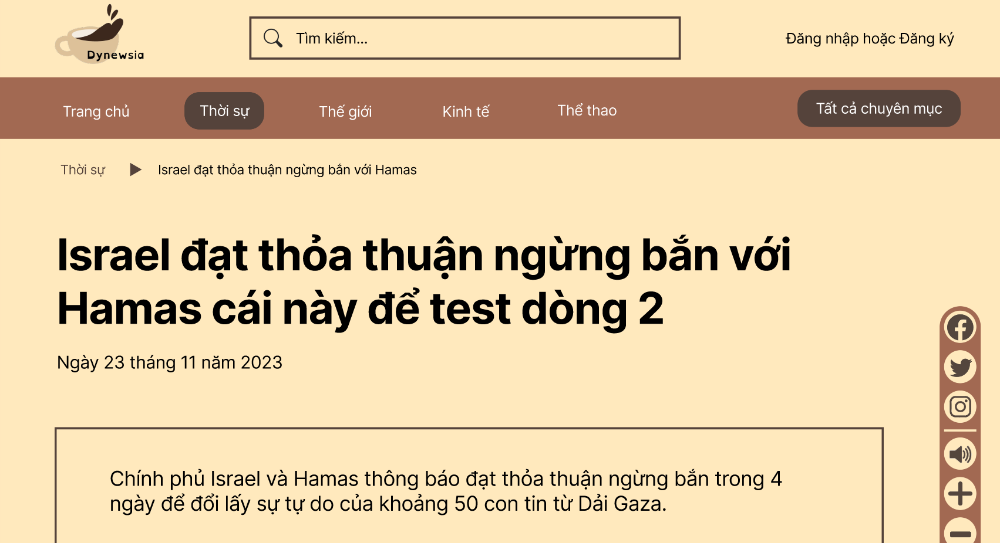 Dynewsia
Tìm kiếm...
Đăng nhập hoặc Đăng ký
Trang chủ
Thời sự
Thế giới
Kinh tế
Thể thao
Tất cả chuyên mục
Thời sự
Israel đạt thỏa thuận ngừng bắn với Hamas
Israel đạt thỏa thuận ngừng bắn với
Hamas cái này để test dòng 2
Ngày 23 tháng 11 năm 2023
Chính phủ Israel và Hamas thông báo đạt thỏa thuận ngừng bắn trong 4
ngày để đổi lấy sự tự do của khoảng 50 con tin từ Dải Gaza.